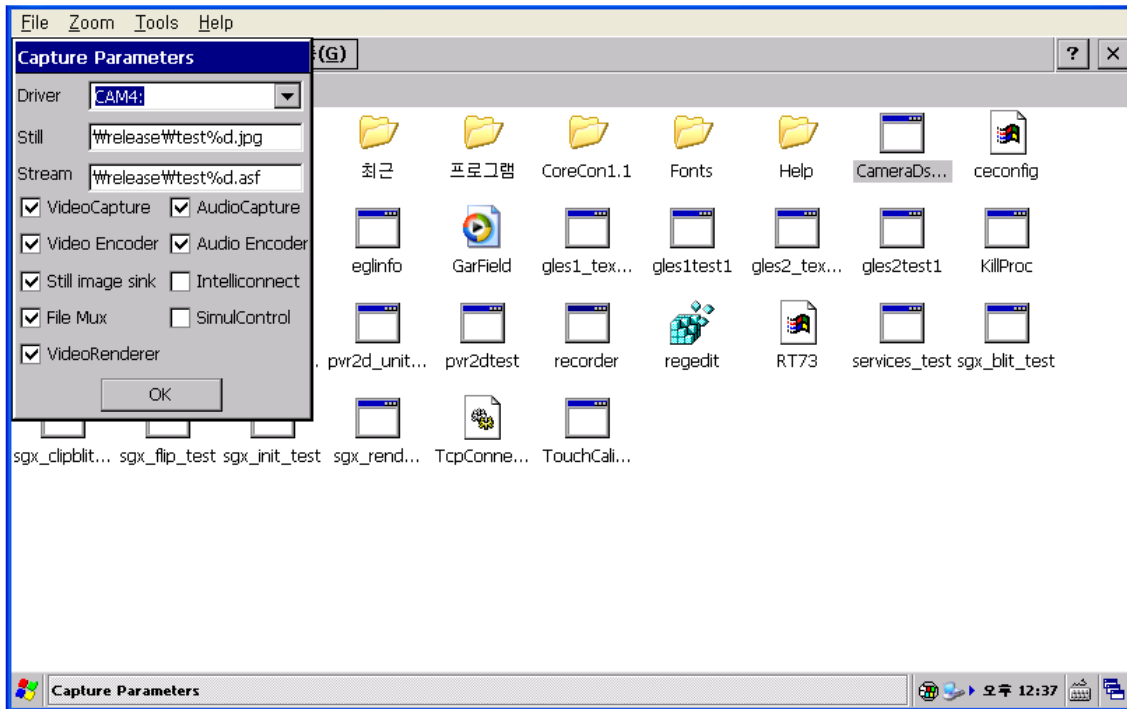 File Zoom Tools Help
Capture Parameters
(G)
? ×
Driver CAM4:
Still ₩release₩test%d.jpg
Stream ₩release₩test%d.asf
VideoCapture AudioCapture
Video Encoder Audio Encoder
Still image sink Intelliconnect
File Mux SimulControl
VideoRenderer
OK
최근 프로그램 CoreCon1.1 Fonts Help CameraDs... ceconfig
eglinfo GarField gles1_tex... gles1test1 gles2_tex... gles2test1 KillProc
pvr2d_unit... pvr2dtest recorder regedit RT73 services_test sgx_blit_test
sgx_clipblit... sgx_flip_test sgx_init_test sgx_rend... TcpConne... TouchCali...
Capture Parameters
오후 12:37